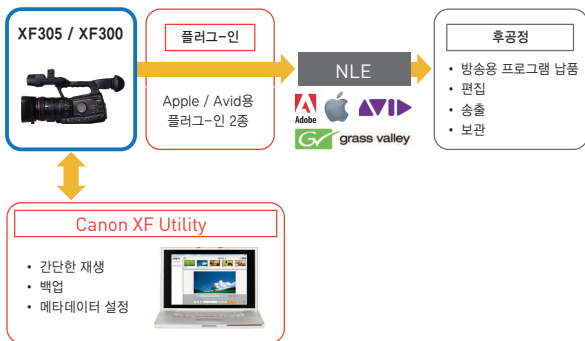 XF305 / XF300
플러그-인
Apple / Avid용
플러그-인 2종
NLE
Adobe
AVID
GV grass valley
후공정
• 방송용 프로그램 납품
• 편집
• 송출
• 보관
Canon XF Utility
• 간단한 재생
• 백업
• 메타데이터 설정